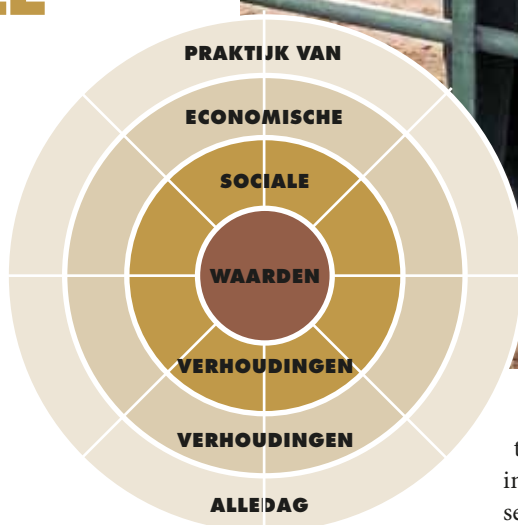 PRAKTIJK VAN
ECONOMISCHE
SOCIALE
WAARDEN
VERHOUDINGEN
VERHOUDINGEN
ALLEDAG